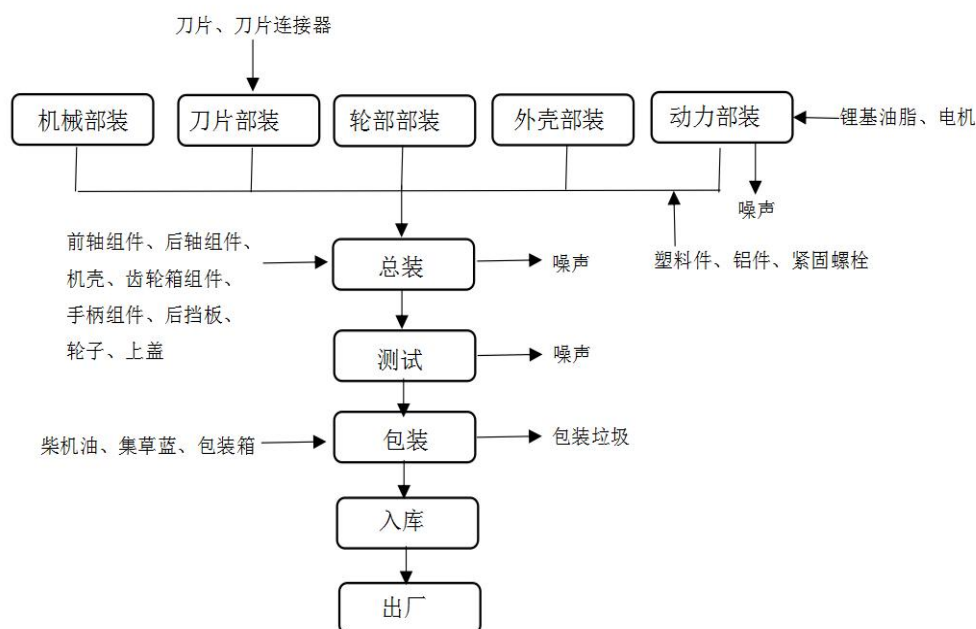 刀片、刀片连接器
机械部装
刀片部装
轮部部装
外壳部装
动力部装
锂基油脂、电机
噪声
塑料件、铝件、紧固螺栓
前轴组件、后轴组件、
机壳、齿轮箱组件、
手柄组件、后挡板、
轮子、上盖
总装
噪声
测试
噪声
柴机油、集草蓝、包装箱
包装
包装垃圾
入库
出厂